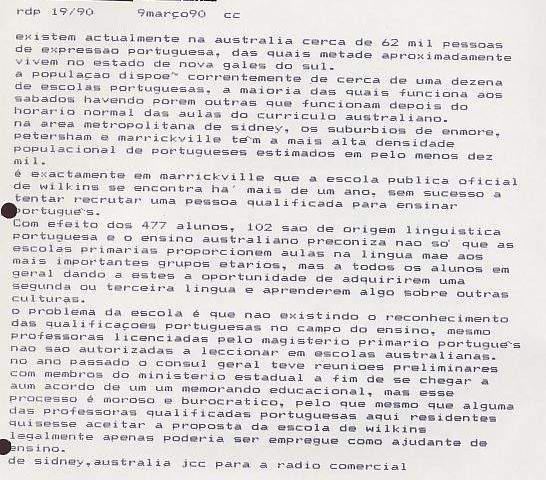 rdp 19/90 9março90 cc
existem actualmente na australia cerca de 62 mil pessoas
de expressao portuguesa, das quais metade aproximadamente
vivem no estado de nova gales do sul.
a populaçao dispoe~ correntemente de cerca de uma dezena
de escolas portuguesas, a maioria das quais funciona aos
sabados havendo porem outras que funcionam depois do
horario normal das aulas do curriculo australiano.
na area metropolitana de sidney, os suburbios de enmore,
petersham e marrickville te^m a mais alta densidade
populacional de portugueses estimados em pelo menos dez
mil.
é exactamente em marrickville que a escola publica oficial
de wilkins se encontra ha' mais de um ano, sem sucesso a
tentar recrutar uma pessoa qualificada para ensinar
portugue^s.
Com efeito dos 477 alunos, 102 sao de origem linguistica
portuguesa e o ensino australiano preconiza nao so' que as
escolas primarias proporcionem aulas na lingua mae aos
mais importantes grupos etarios, mas a todos os alunos em
geral dando a estes a oportunidade de adquirirem uma
segunda ou terceira lingua e aprenderem algo sobre outras
culturas.
o problema da escola é que nao existindo o reconhecimento
das qualificaçoes portuguesas no campo do ensino, mesmo
professoras licenciadas pelo magisterio primario portugue^s
nao sao autorizadas a leccionar em escolas australianas.
no ano passado o consul geral teve reunioes preliminares
com membros do ministerio estadual a fim de se chegar a
aum acordo de um um memorando educacional, mas esse
processo é moroso e burocratico, pelo que mesmo que alguma
das professoras qualificadas portuguesas aqui residentes
quisesse aceitar a proposta da escola de wilkins
legalmente apenas poderia ser empregue como ajudante de
ensino.
de sidney,australia jcc para a radio comercial